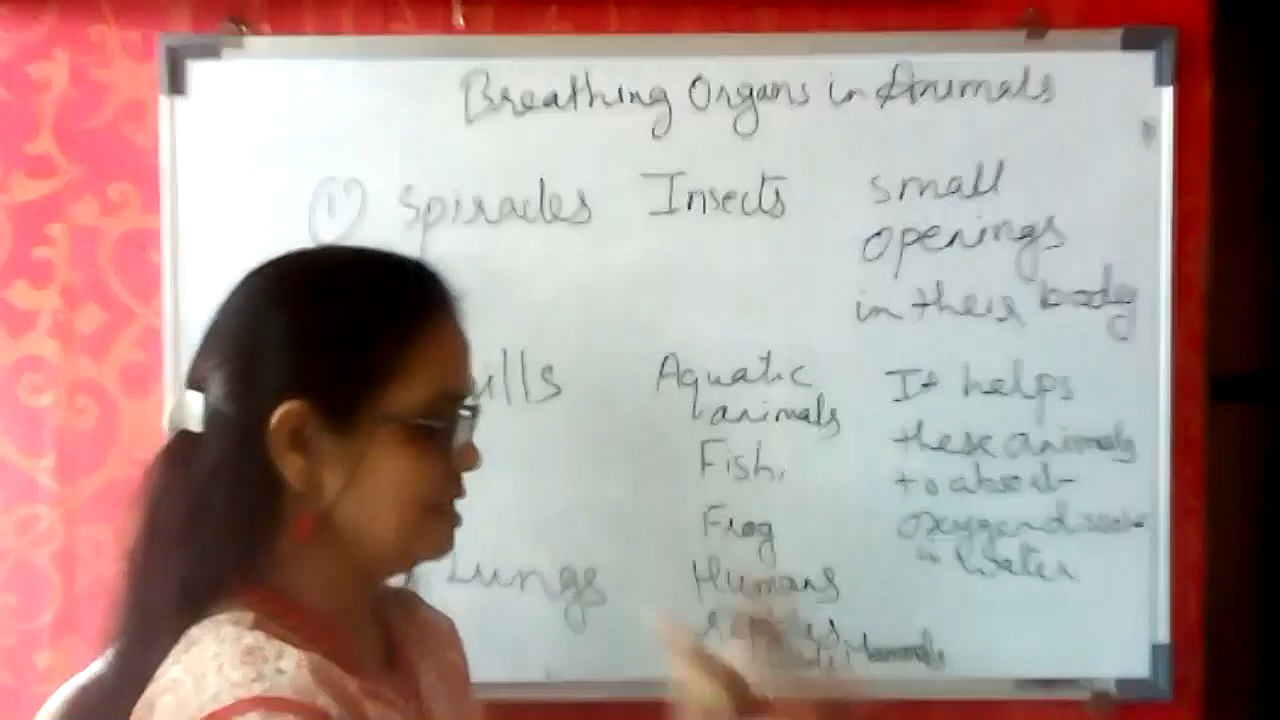 Breathing Organs in Animals
1 Spiracles Insects small
openings
in their body
ills Aquatic It helps
animals these animals
Fish, to absorb
Frog oxygen
in water
Lungs Humans
Mammals